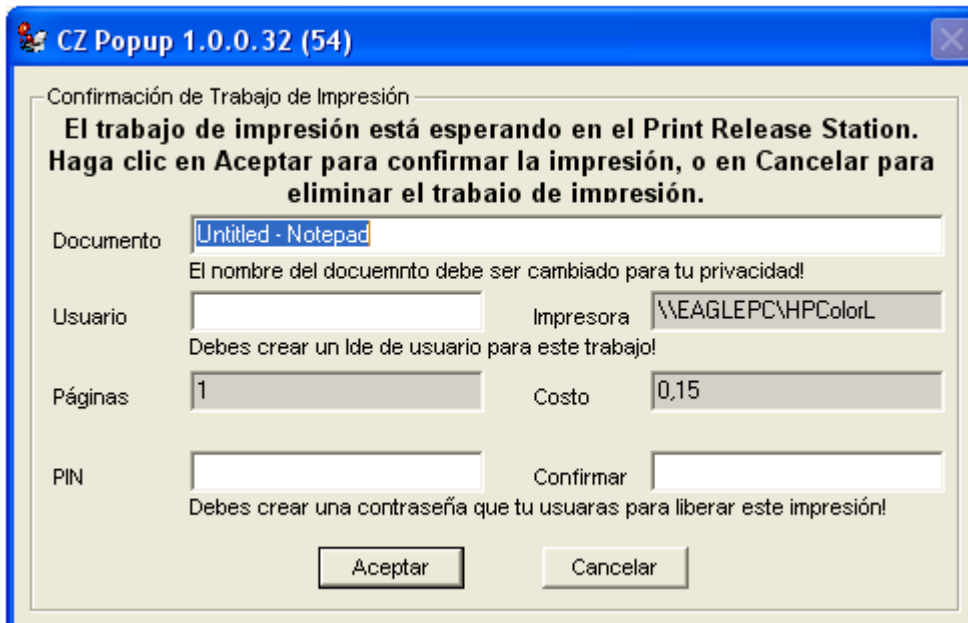 CZ Popup 1.0.0.32 (54)
Confirmación de Trabajo de Impresión
El trabajo de impresión está esperando en el Print Release Station.
Haga clic en Aceptar para confirmar la impresión, o en Cancelar para
eliminar el trabajo de impresión.
Documento Untitled - Notepad
El nombre del docuemnto debe ser cambiado para tu privacidad!
Usuario Impresora \\EAGLEPC\HPColorL
Debes crear un Ide de usuario para este trabajo!
Páginas 1 Costo 0,15
PIN Confirmar
Debes crear una contraseña que tu usuaras para liberar este impresión!
Aceptar Cancelar